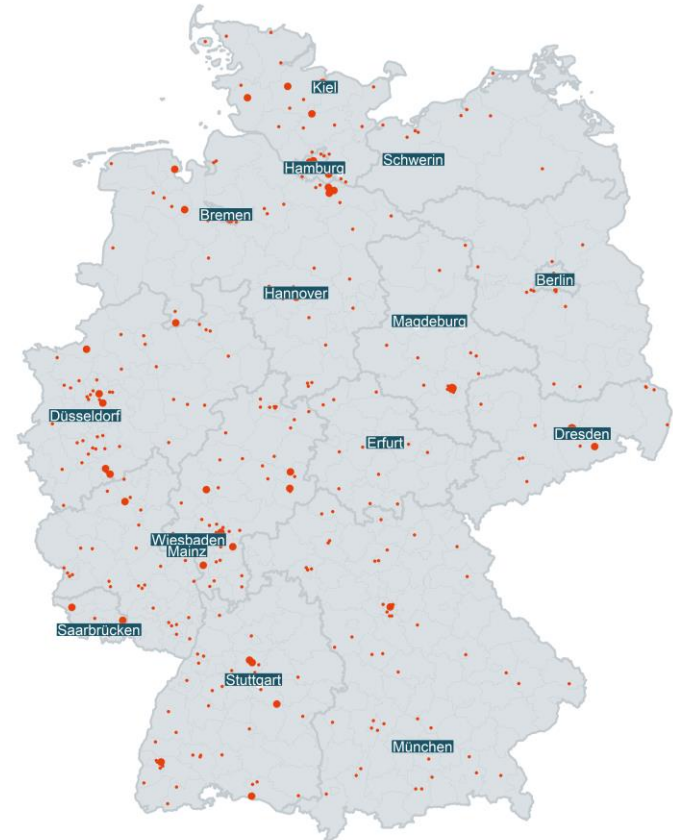 Kiel
Schwerin
Hamburg
Bremen
Berlin
Hannover
Magdeburg
Düsseldorf
Erfurt
Dresden
Wiesbaden
Mainz
Saarbrücken
Stuttgart
München